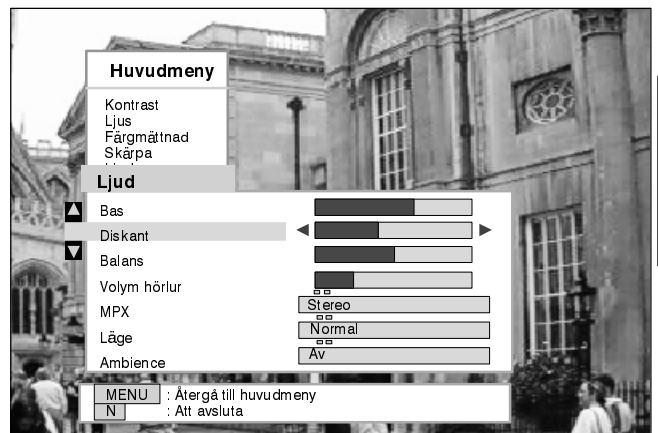 Huvudmeny
Kontrast
Ljus
Färgmättnad
Skärpa
Ljud
Bas
Diskant
Balans
Volym hörlur
MPX Stereo
Läge Normal
Ambience Av
MENU : Återgå till huvudmeny
N : Att avsluta